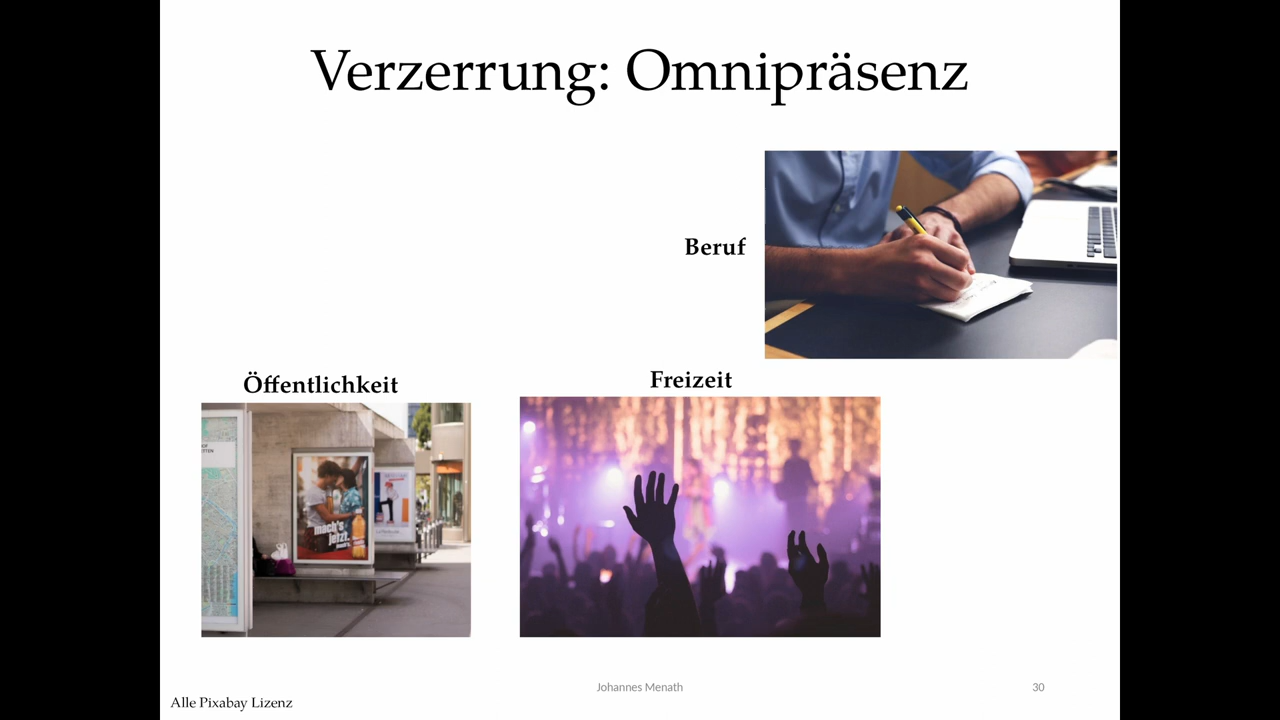 Verzerrung: Omnipräsenz
Beruf
Öffentlichkeit
Freizeit
mach's
jetzt.
Johannes Menath
30
Alle Pixabay Lizenz